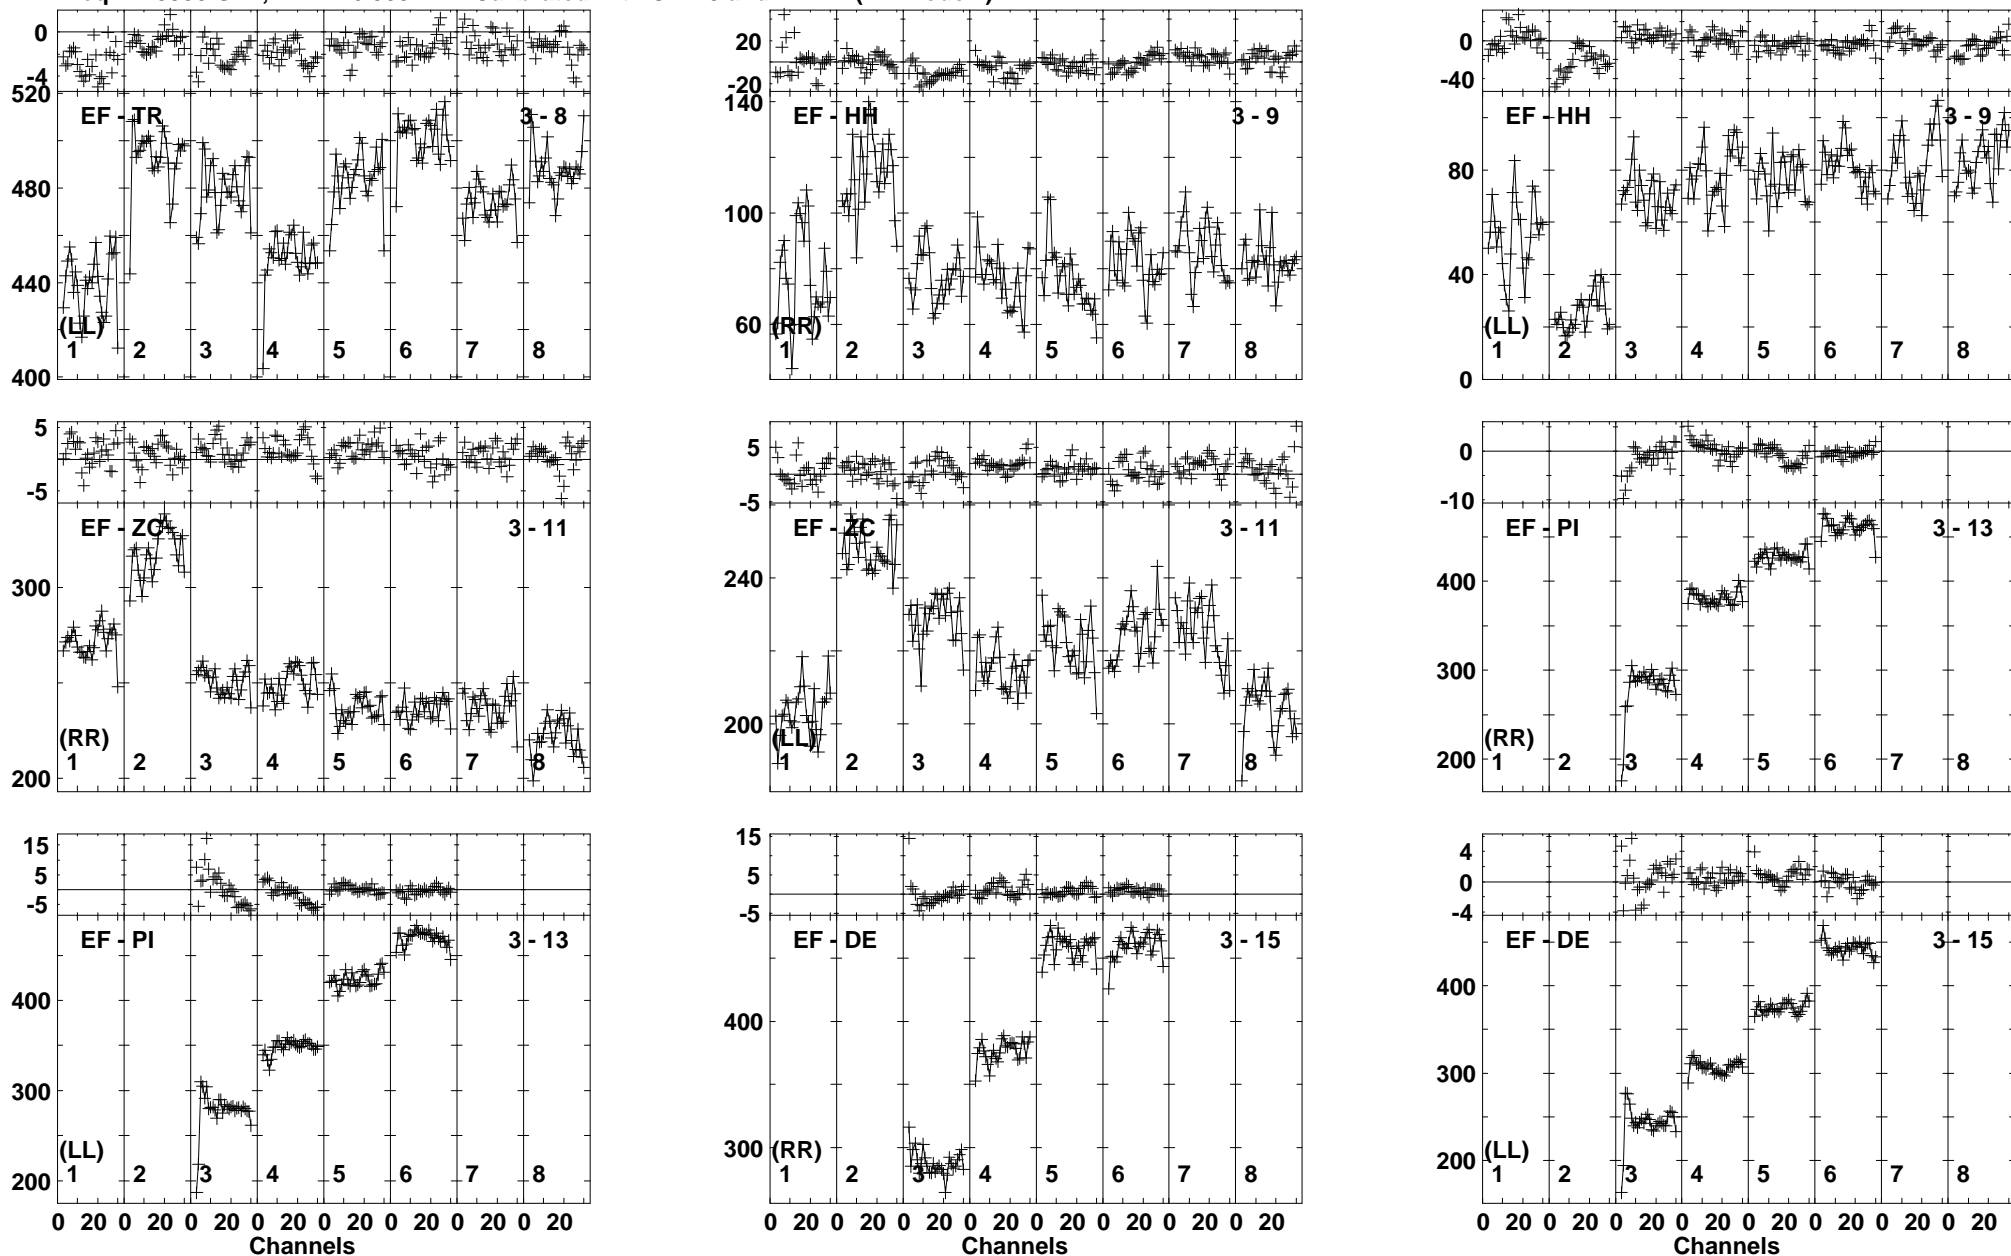 0
-4
520
EF - TR
3 - 8
480
440
(LL)
1 2 3 4 5 6 7 8
400
20
-20
140
EF - HH
3 - 9
100
60
(RR)
1 2 3 4 5 6 7 8
0
-40
EF - HH
3 - 9
80
40
(LL)
1 2 3 4 5 6 7 8
0
5
-5
EF - ZC
3 - 11
300
(RR)
1 2 3 4 5 6 7 8
200
5
-5
EF - ZC
3 - 11
240
200
(LL)
1 2 3 4 5 6 7 8
0
-10
EF - PI
3 - 13
400
300
(RR)
200
1 2 3 4 5 6 7 8
15
5
-5
EF - PI
3 - 13
400
300
(LL)
200
1 2 3 4 5 6 7 8
0 20 0 20 0 20 0 20 0 20 0 20 0 20 0 20
Channels
15
5
-5
EF - DE
3 - 15
400
300
(RR)
1 2 3 4 5 6 7 8
0 20 0 20 0 20 0 20 0 20 0 20 0 20 0 20
Channels
4
0
-4
EF - DE
3 - 15
400
300
200
(LL)
1 2 3 4 5 6 7 8
0 20 0 20 0 20 0 20 0 20 0 20 0 20 0 20
Channels